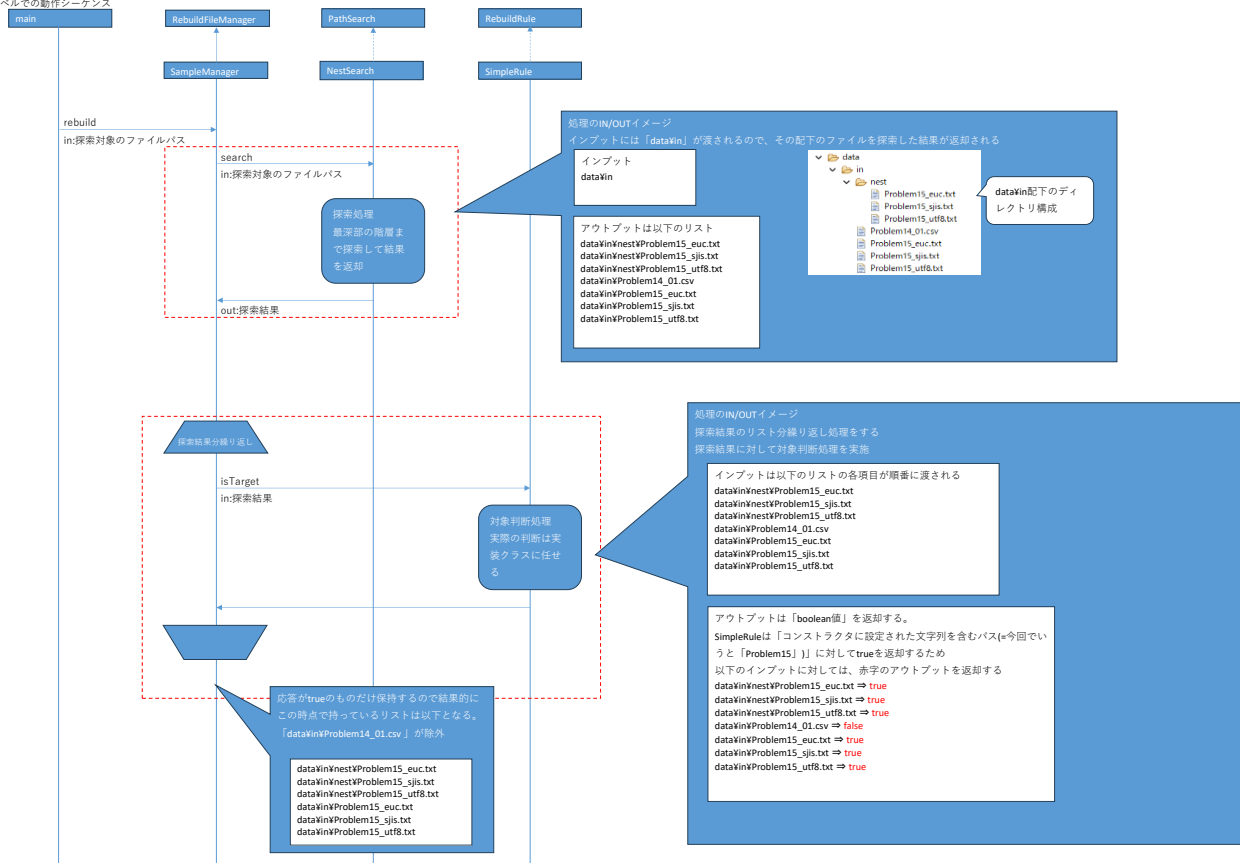 ベルでの動作シーケンス
main
RebuildFileManager
PathSearch
RebuildRule
SampleManager
NestSearch
SimpleRule
rebuild
in:探索対象のファイルパス
search
in:探索対象のファイルパス
探索処理
最深部の階層ま
で探索して結果
を返却
out:探索結果
処理のIN/OUTイメージ
インプットには「data¥in」が渡されるので、その配下のファイルを探索した結果が返却される
インプット
data¥in
アウトプットは以下のリスト
data¥in¥nest¥Problem15_euc.txt
data¥in¥nest¥Problem15_sjis.txt
data¥in¥nest¥Problem15_utf8.txt
data¥in¥Problem14_01.csv
data¥in¥Problem15_euc.txt
data¥in¥Problem15_sjis.txt
data¥in¥Problem15_utf8.txt
data
in
nest
Problem15_euc.txt
Problem15_sjis.txt
Problem15_utf8.txt
Problem14_01.csv
Problem15_euc.txt
Problem15_sjis.txt
Problem15_utf8.txt
data¥in配下のディ
レクトリ構成
探索結果分繰り返し
isTarget
in:探索結果
対象判断処理
実際の判断は実
装クラスに任せ
る
処理のIN/OUTイメージ
探索結果のリスト分繰り返し処理をする
探索結果に対して対象判断処理を実施
インプットは以下のリストの各項目が順番に渡される
data¥in¥nest¥Problem15_euc.txt
data¥in¥nest¥Problem15_sjis.txt
data¥in¥nest¥Problem15_utf8.txt
data¥in¥Problem14_01.csv
data¥in¥Problem15_euc.txt
data¥in¥Problem15_sjis.txt
data¥in¥Problem15_utf8.txt
アウトプットは「boolean値」を返却する。
SimpleRuleは「コンストラクタに設定された文字列を含むパス(=今回でい
うと「Problem15」)」に対してtrueを返却するため
以下のインプットに対しては、赤字のアウトプットを返却する
data¥in¥nest¥Problem15_euc.txt ⇒ true
data¥in¥nest¥Problem15_sjis.txt ⇒ true
data¥in¥nest¥Problem15_utf8.txt ⇒ true
data¥in¥Problem14_01.csv ⇒ false
data¥in¥Problem15_euc.txt ⇒ true
data¥in¥Problem15_sjis.txt ⇒ true
data¥in¥Problem15_utf8.txt ⇒ true
応答がtrueのものだけ保持するので結果的に
この時点で持っているリストは以下となる。
「data¥in¥Problem14_01.csv 」が除外
data¥in¥nest¥Problem15_euc.txt
data¥in¥nest¥Problem15_sjis.txt
data¥in¥nest¥Problem15_utf8.txt
data¥in¥Problem15_euc.txt
data¥in¥Problem15_sjis.txt
data¥in¥Problem15_utf8.txt